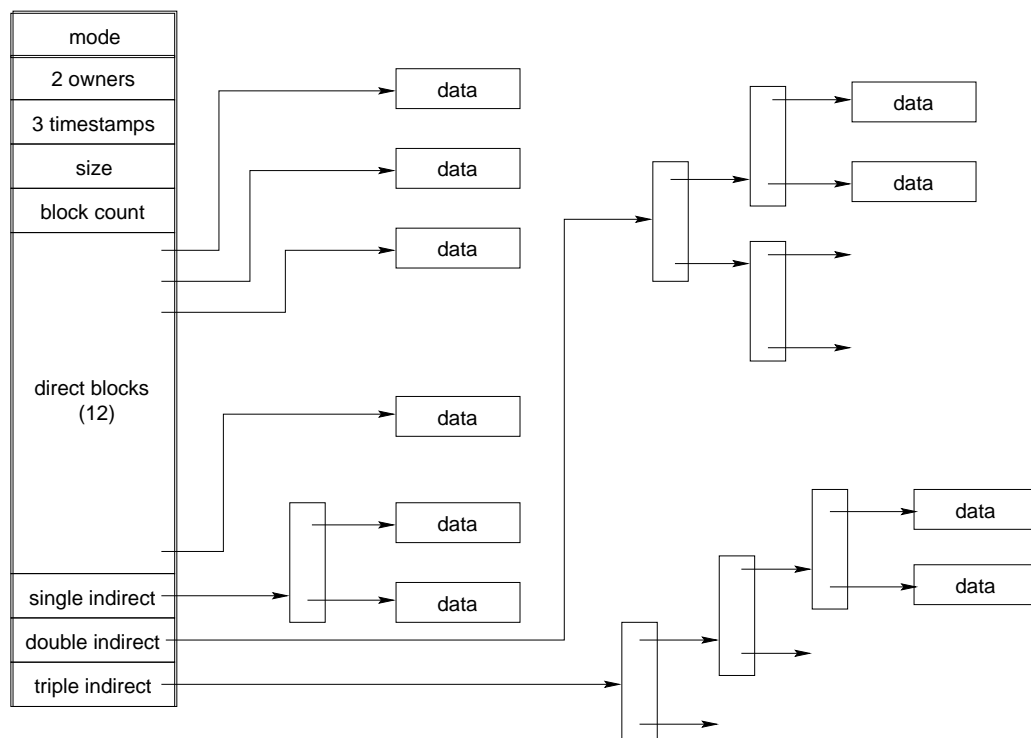 mode
2 owners
3 timestamps
size
block count
direct blocks
(12)
single indirect
double indirect
triple indirect
data
data
data
data
data
data
data
data
data
data